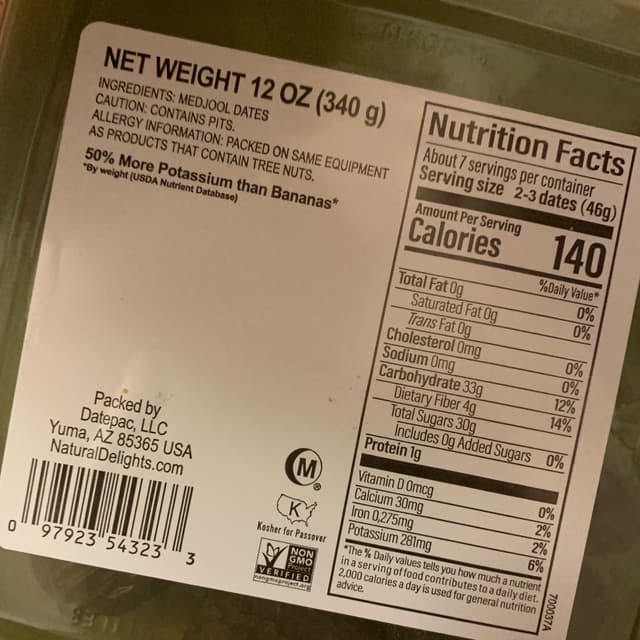 NET WEIGHT 12 OZ (340 g)
INGREDIENTS: MEDJOOL DATES
CAUTION: CONTAINS PITS.
ALLERGY INFORMATION: PACKED ON SAME EQUIPMENT
AS PRODUCTS THAT CONTAIN TREE NUTS.
50% More Potassium than Bananas*
*By weight (USDA Nutrient Database)
Packed by
Datepac, LLC
Yuma, AZ 85365 USA
NaturalDelights.com
0 97923 54323 3
M
K
Kosher for Passover
NON
GMO
Project
VERIFIED
nongmoproject.org
Nutrition Facts
About 7 servings per container
Serving size 2-3 dates (46g)
Amount Per Serving
Calories 140
%Daily Value*
Total Fat 0g 0%
Saturated Fat 0g 0%
Trans Fat 0g
Cholesterol 0mg 0%
Sodium 0mg 0%
Carbohydrate 33g 12%
Dietary Fiber 4g 14%
Total Sugars 30g
Includes 0g Added Sugars 0%
Protein 1g
Vitamin D 0mcg 0%
Calcium 30mg 2%
Iron 0,275mg 2%
Potassium 281mg 6%
*The % Daily values tells you how much a nutrient
in a serving of food contributes to a daily diet.
2,000 calories a day is used for general nutrition
advice.
700037A